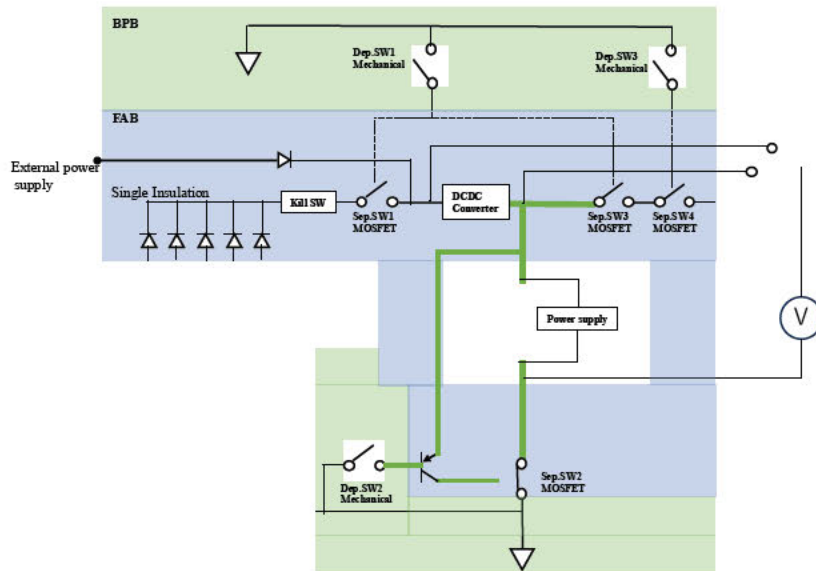 BPB
Dep.SW1
Mechanical
Dep.SW3
Mechanical
FAB
External power
supply
Single Insulation
Kill SW
DCDC
Converter
Sep.SW1
MOSFET
Sep.SW3
MOSFET
Sep.SW4
MOSFET
Power supply
V
Dep.SW2
Mechanical
Sep.SW2
MOSFET